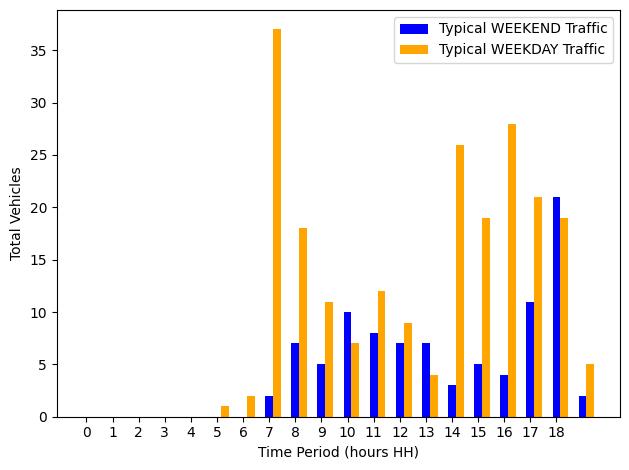 Typical WEEKEND Traffic
Typical WEEKDAY Traffic
35
30
25
20
15
10
5
0
Total Vehicles
0 1 2 3 4 5 6 7 8 9 10 11 12 13 14 15 16 17 18
Time Period (hours HH)